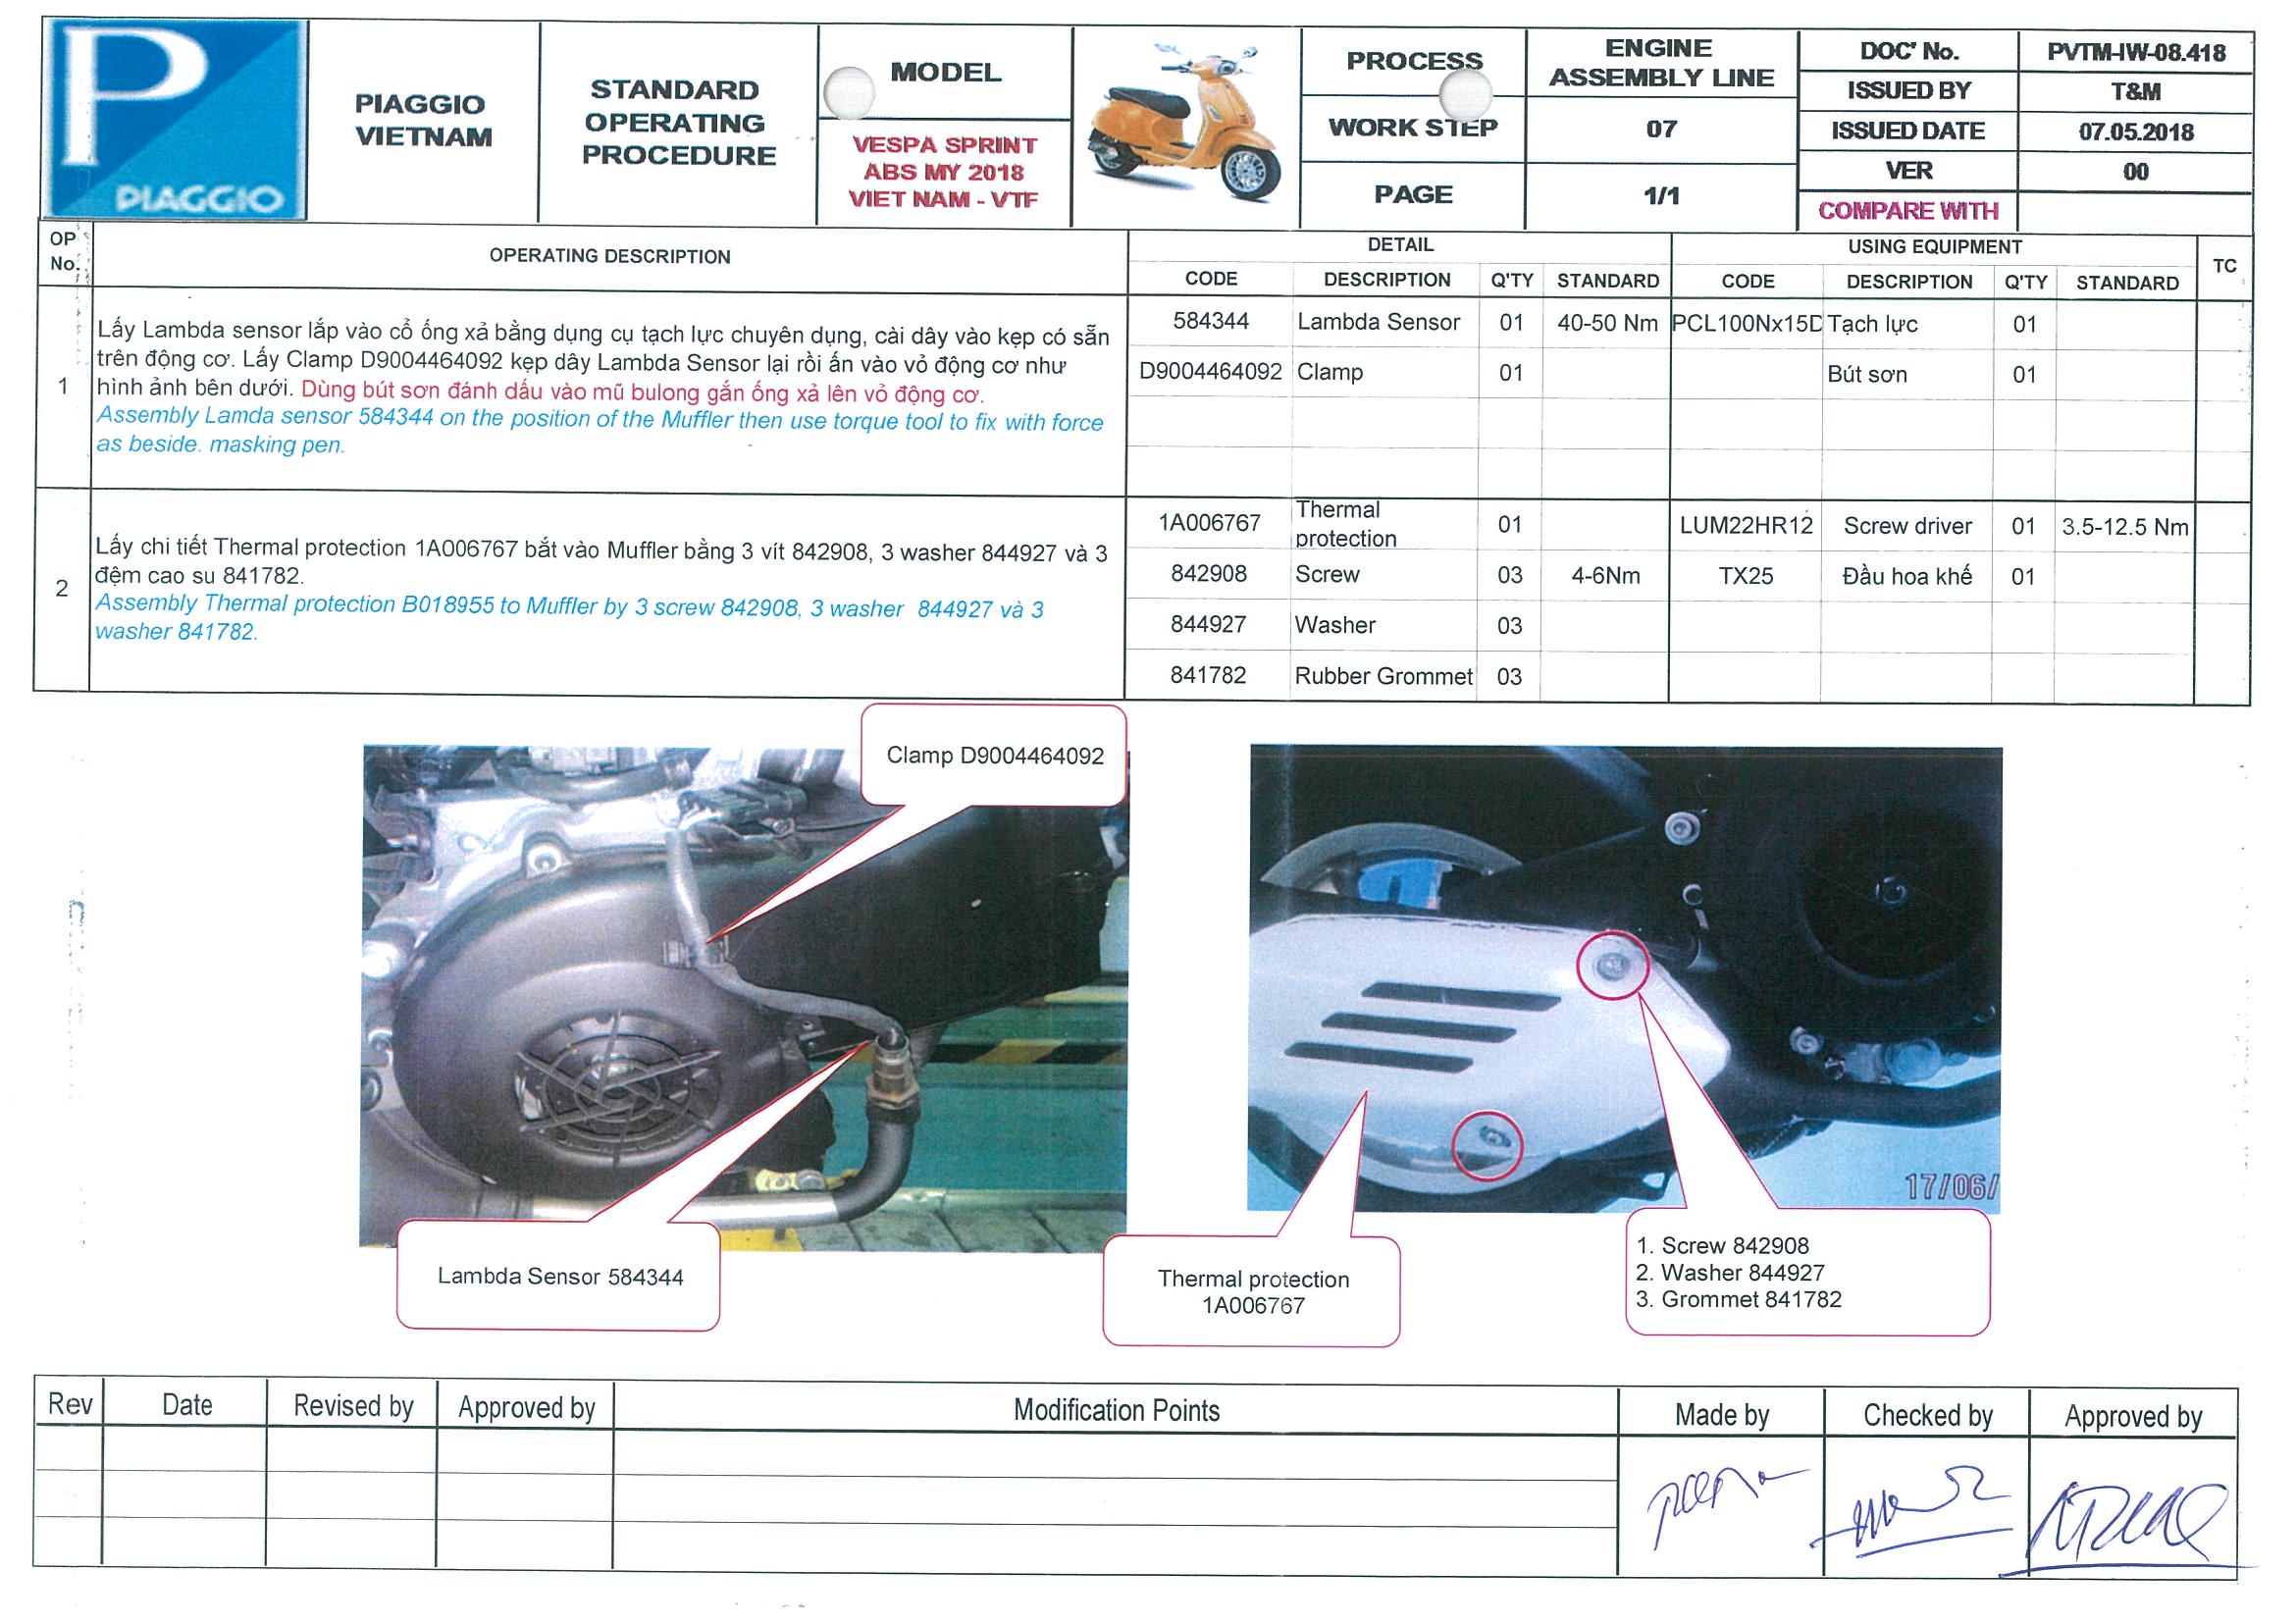 P
PIAGGIO
PIAGGIO
VIETNAM
STANDARD
OPERATING
PROCEDURE
MODEL
VESPA SPRINT
ABS MY 2018
VIET NAM - VTF
PROCESS
ENGINE
ASSEMBLY LINE
WORK STEP
07
PAGE
1/1
DOC' No.
PVTM-IW-08.418
ISSUED BY
T&M
ISSUED DATE
07.05.2018
VER
00
COMPARE WITH
OP
No.
OPERATING DESCRIPTION
DETAIL
USING EQUIPMENT
TC
CODE DESCRIPTION Q'TY STANDARD CODE DESCRIPTION Q'TY STANDARD
1
Lấy Lambda sensor lắp vào cổ ống xả bằng dụng cụ tạch lực chuyên dụng, cài dây vào kẹp có sẵn
trên động cơ. Lấy Clamp D9004464092 kẹp dây Lambda Sensor lại rồi ấn vào vỏ động cơ như
hình ảnh bên dưới. Dùng bút sơn đánh dấu vào mũ bulong gắn ống xả lên vỏ động cơ.
Assembly Lamda sensor 584344 on the position of the Muffler then use torque tool to fix with force
as beside. masking pen.
584344 Lambda Sensor 01 40-50 Nm PCL100Nx15D Tạch lực 01
D9004464092 Clamp 01 Bút sơn 01
2
Lấy chi tiết Thermal protection 1A006767 bắt vào Muffler bằng 3 vít 842908, 3 washer 844927 và 3
đệm cao su 841782.
Assembly Thermal protection B018955 to Muffler by 3 screw 842908, 3 washer 844927 và 3
washer 841782.
1A006767 Thermal
protection 01 LUM22HR12 Screw driver 01 3.5-12.5 Nm
842908 Screw 03 4-6Nm TX25 Đầu hoa khế 01
844927 Washer 03
841782 Rubber Grommet 03
Clamp D9004464092
Lambda Sensor 584344
17/06/
Thermal protection
1A006767
1. Screw 842908
2. Washer 844927
3. Grommet 841782
Rev Date Revised by Approved by Modification Points Made by Checked by Approved by